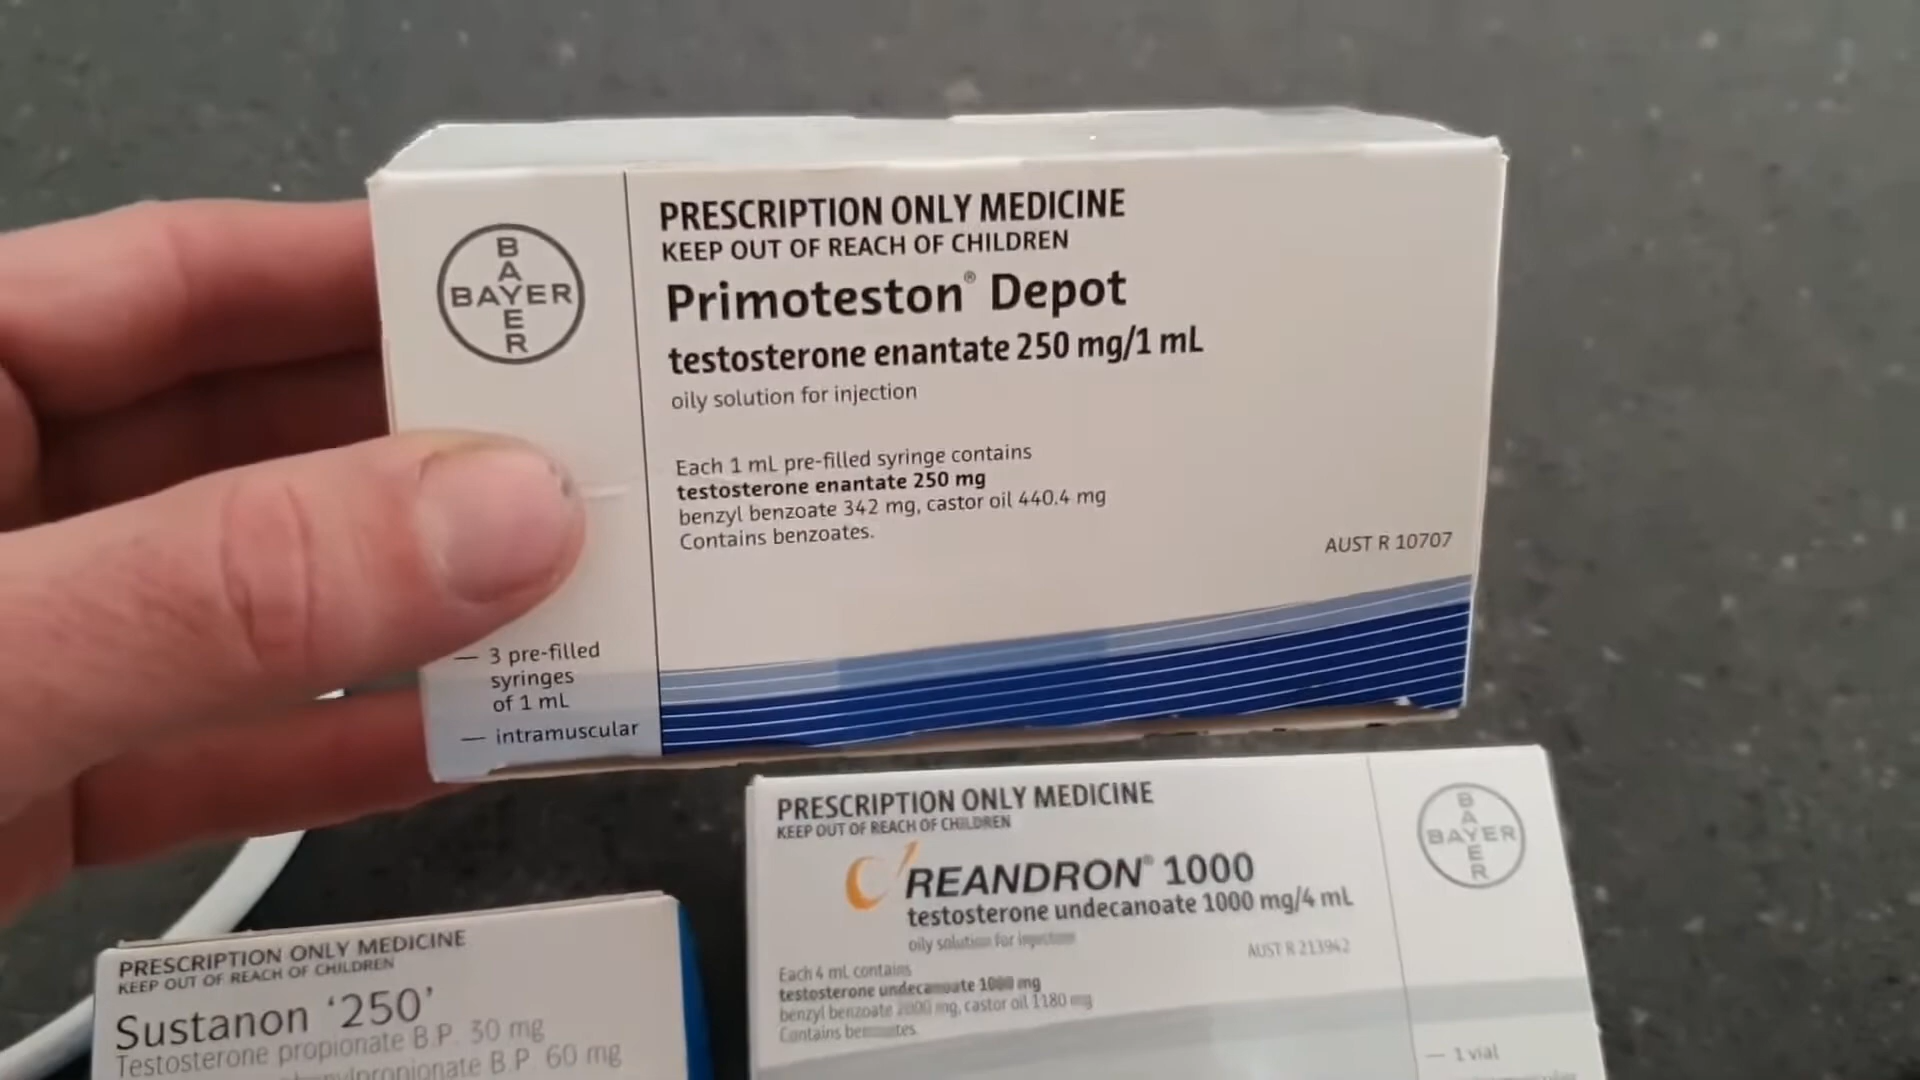 BAYER
BAYER
PRESCRIPTION ONLY MEDICINE
KEEP OUT OF REACH OF CHILDREN
Primoteston® Depot
testosterone enantate 250 mg/1 mL
oily solution for injection
Each 1 mL pre-filled syringe contains
testosterone enantate 250 mg
benzyl benzoate 342 mg, castor oil 440.4 mg
Contains benzoates.
AUST R 10707
— 3 pre-filled
syringes
of 1 mL
— intramuscular
PRESCRIPTION ONLY MEDICINE
KEEP OUT OF REACH OF CHILDREN
REANDRON® 1000
testosterone undecanoate 1000 mg/4 mL
oily solution for injection
AUST R 213942
Each 4 mL contains
testosterone undecanoate 1000 mg
benzyl benzoate mg, castor oil 1180 mg
Contains benzoates
BAYER
BAYER
— 1 vial
PRESCRIPTION ONLY MEDICINE
KEEP OUT OF REACH OF CHILDREN
Sustanon '250'
Testosterone propionate B.P. 30 mg
B.P. 60 mg